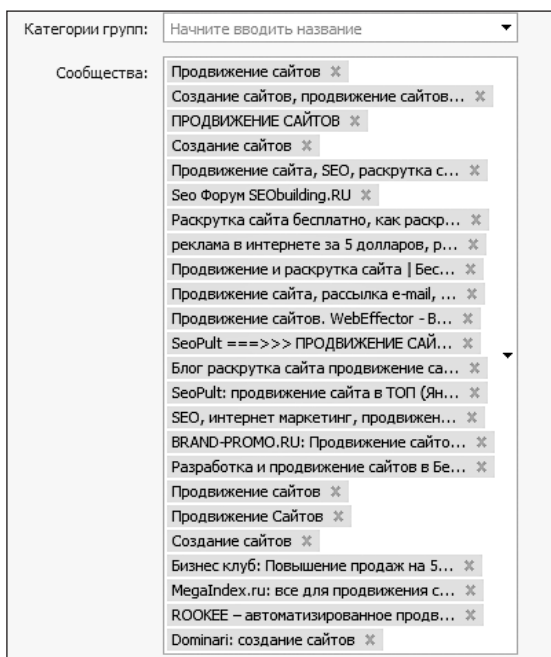 Категории групп: Начните вводить название
Сообщества: Продвижение сайтов
Создание сайтов, продвижение сайтов...
ПРОДВИЖЕНИЕ САЙТОВ
Создание сайтов
Продвижение сайта, SEO, раскрутка с...
Seo Форум SEObuilding.RU
Раскрутка сайта бесплатно, как раскр...
реклама в интернете за 5 долларов, р...
Продвижение и раскрутка сайта | Бес...
Продвижение сайта, рассылка e-mail, ...
Продвижение сайтов. WebEffector - В...
SeoPult ===>>> ПРОДВИЖЕНИЕ САЙ...
Блог раскрутка сайта продвижение са...
SeoPult: продвижение сайта в ТОП (Ян...
SEO, интернет маркетинг, продвижен...
BRAND-PROMO.RU: Продвижение сайто...
Разработка и продвижение сайтов в Бе...
Продвижение сайтов
Продвижение Сайтов
Создание сайтов
Бизнес клуб: Повышение продаж на 5...
MegaIndex.ru: все для продвижения с...
ROOKEE – автоматизированное продв...
Dominari: создание сайтов